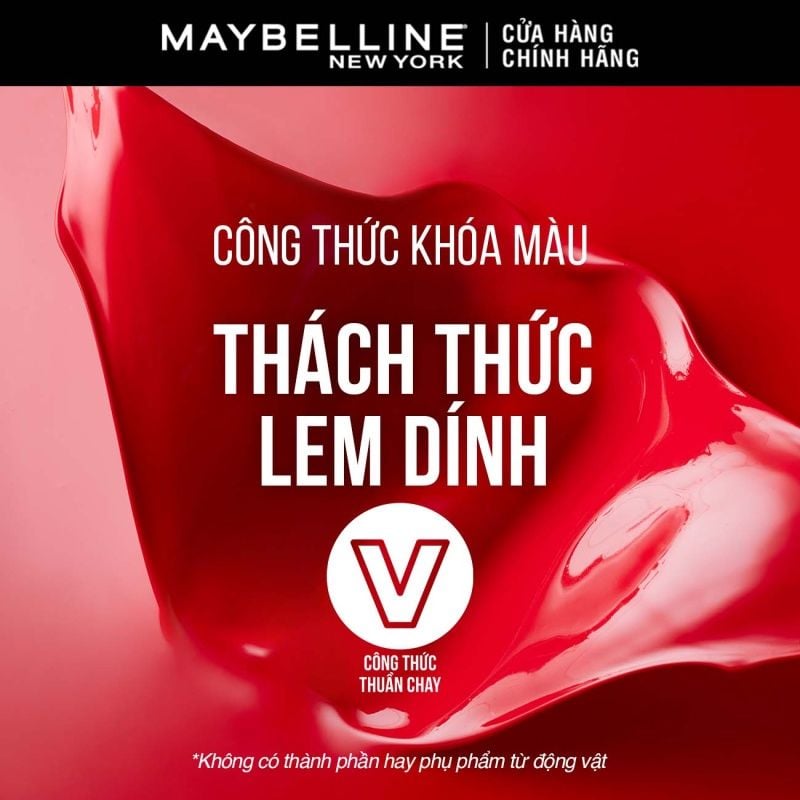 MAYBELLINE
NEW YORK
CỬA HÀNG
CHÍNH HÃNG
CÔNG THỨC KHÓA MÀU
THÁCH THỨC
LEM DÍNH
V
CÔNG THỨC
THUẦN CHAY
*Không có thành phần hay phụ phẩm từ động vật